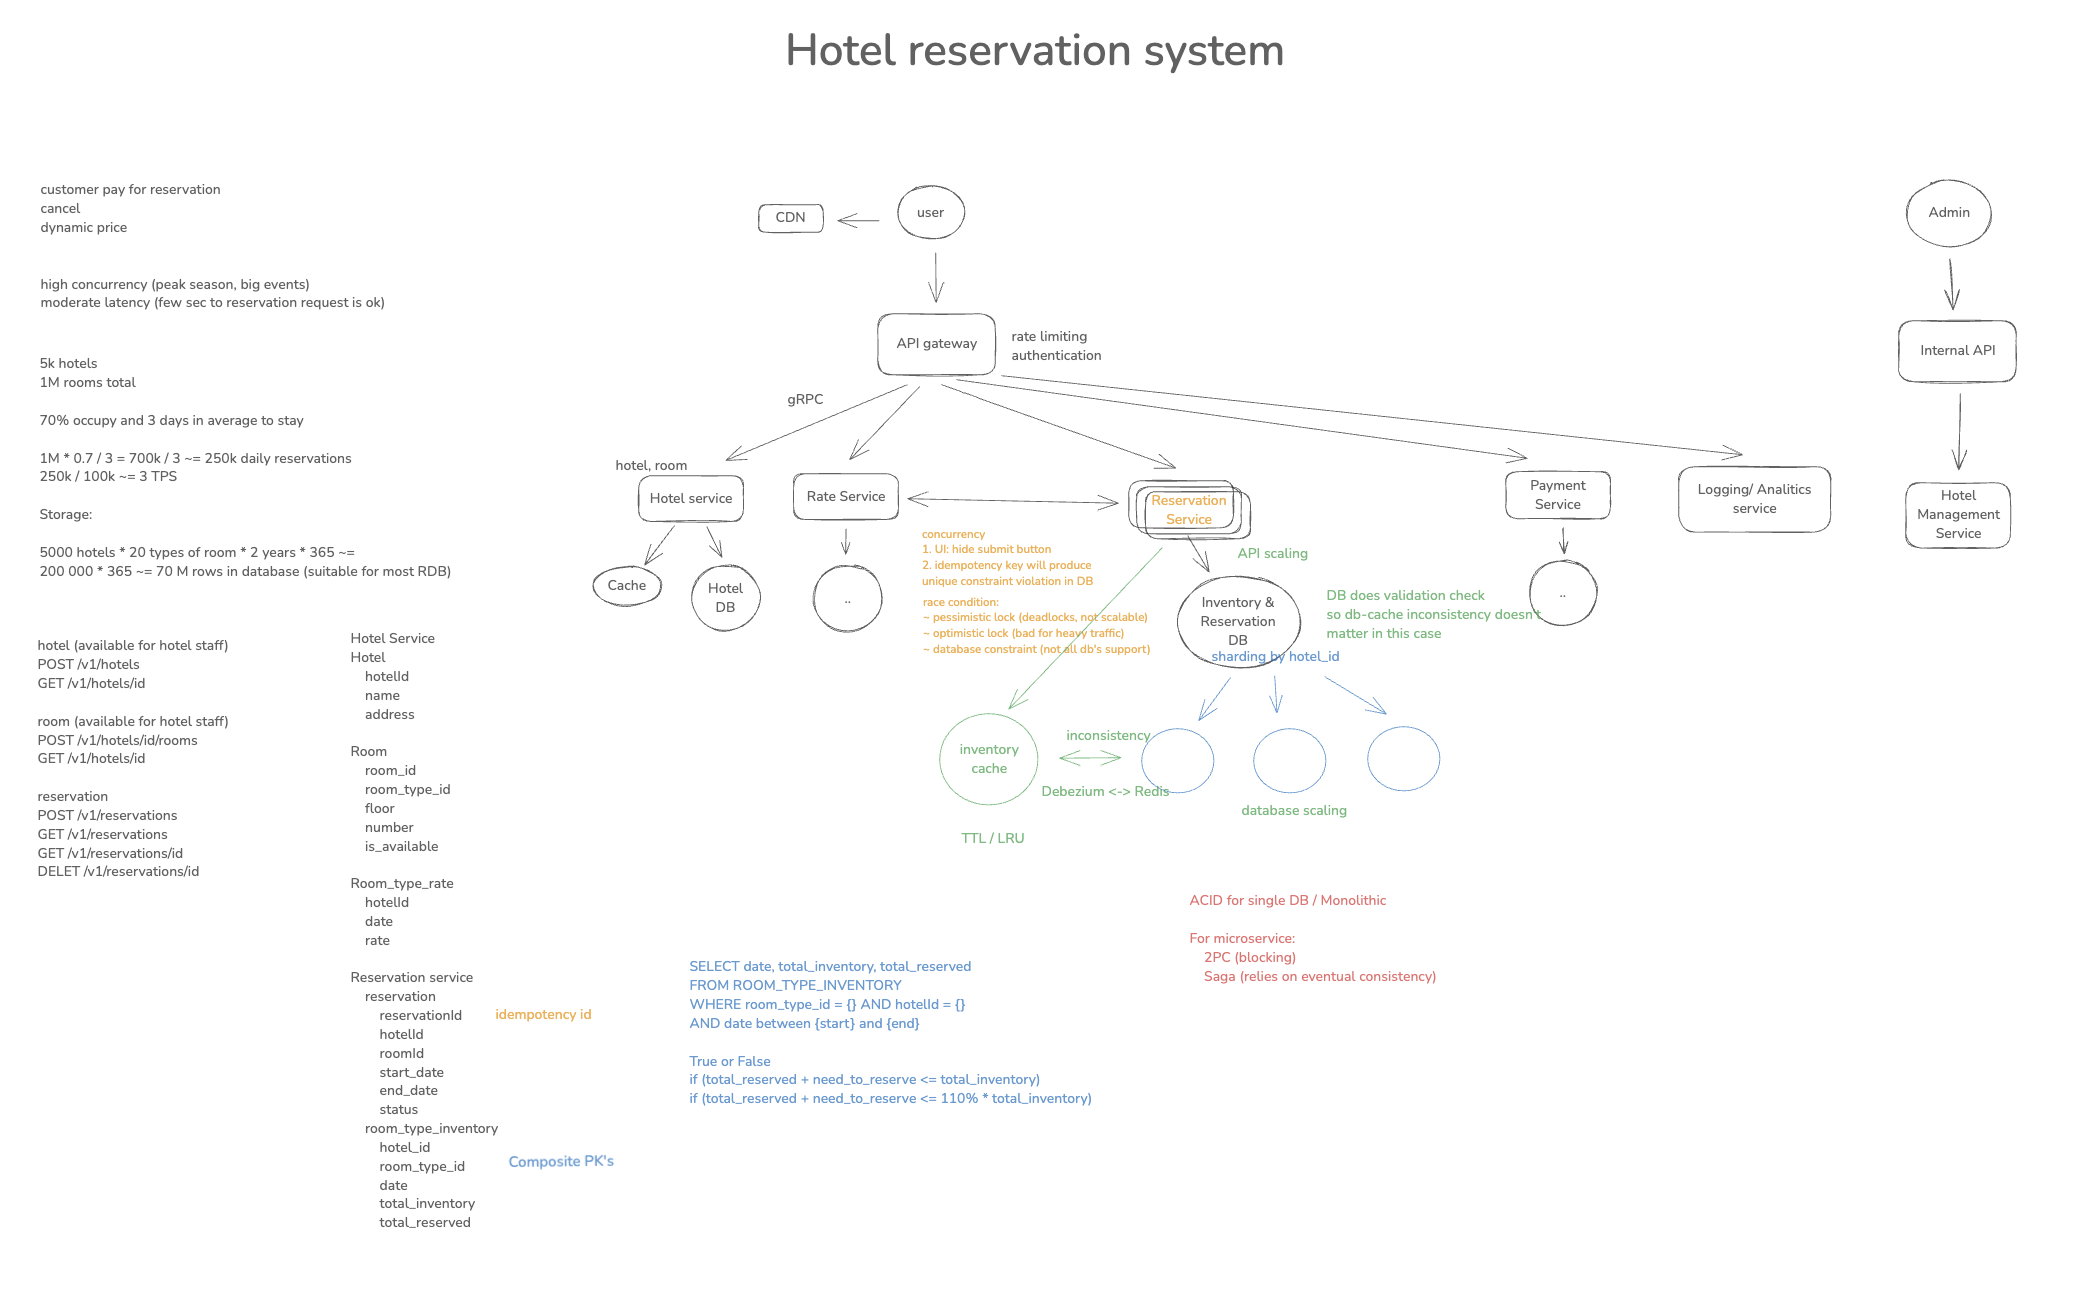 Hotel reservation system
customer pay for reservation
cancel
dynamic price
high concurrency (peak season, big events)
moderate latency (few sec to reservation request is ok)
5k hotels
1M rooms total
70% occupy and 3 days in average to stay
1M * 0.7 / 3 = 700k / 3 ~= 250k daily reservations
250k / 100k ~= 3 TPS
Storage:
5000 hotels * 20 types of room * 2 years * 365 ~=
200 000 * 365 ~= 70 M rows in database (suitable for most RDB)
hotel (available for hotel staff)
POST /v1/hotels
GET /v1/hotels/id
room (available for hotel staff)
POST /v1/hotels/id/rooms
GET /v1/hotels/id
reservation
POST /v1/reservations
GET /v1/reservations
GET /v1/reservations/id
DELET /v1/reservations/id
Hotel Service
Hotel
hotelId
name
address
Room
room_id
room_type_id
floor
number
is_available
Room_type_rate
hotelId
date
rate
Reservation service
reservation
reservationId
idempotency id
hotelId
roomId
start_date
end_date
status
room_type_inventory
hotel_id
room_type_id
Composite PK's
date
total_inventory
total_reserved
CDN
user
API gateway
rate limiting
authentication
gRPC
hotel, room
Hotel service
Cache
Hotel
DB
Rate Service
..
Reservation
Service
concurrency
1. UI: hide submit button
2. idempotency key will produce
unique constraint violation in DB
race condition:
~ pessimistic lock (deadlocks, not scalable)
~ optimistic lock (bad for heavy traffic)
~ database constraint (not all db's support)
API scaling
Inventory &
Reservation
DB
sharding by hotel_id
DB does validation check
so db-cache inconsistency doesn't
matter in this case
Payment
Service
..
Logging/ Analitics
service
Admin
Internal API
Hotel
Management
Service
inventory
cache
inconsistency
Debezium <-> Redis
TTL / LRU
database scaling
ACID for single DB / Monolithic
For microservice:
2PC (blocking)
Saga (relies on eventual consistency)
SELECT date, total_inventory, total_reserved
FROM ROOM_TYPE_INVENTORY
WHERE room_type_id = {} AND hotelId = {}
AND date between {start} and {end}
True or False
if (total_reserved + need_to_reserve <= total_inventory)
if (total_reserved + need_to_reserve <= 110% * total_inventory)